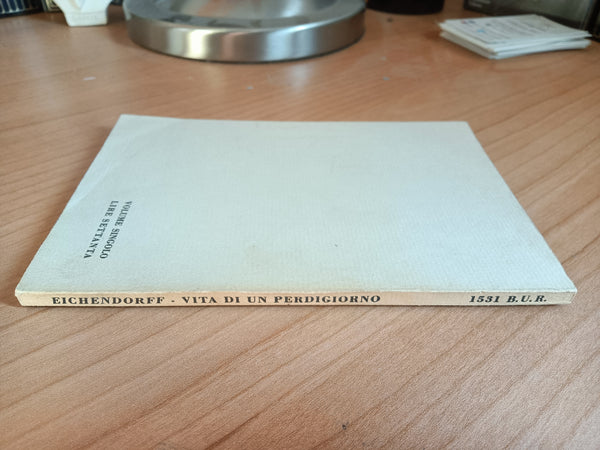 VOLUME SINGOLO
LIRE SETTANTA
EICHENDORFF - VITA DI UN PERDIGIORNO 1531 B.U.R.